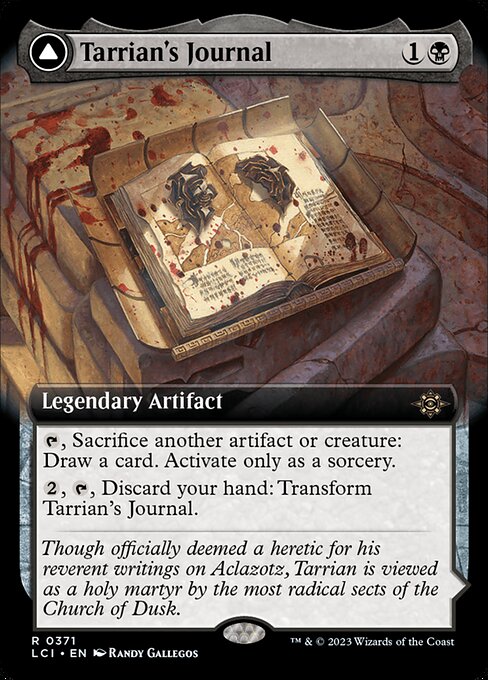 Tarrian's Journal 1
Legendary Artifact
, Sacrifice another artifact or creature:
Draw a card. Activate only as a sorcery.
2, , Discard your hand: Transform
Tarrian's Journal.
Though officially deemed a heretic for his
reverent writings on Aclazotz, Tarrian is viewed
as a holy martyr by the most radical sects of the
Church of Dusk.
R 0371
LCI • EN RANDY GALLEGOS
™ & © 2023 Wizards of the Coast